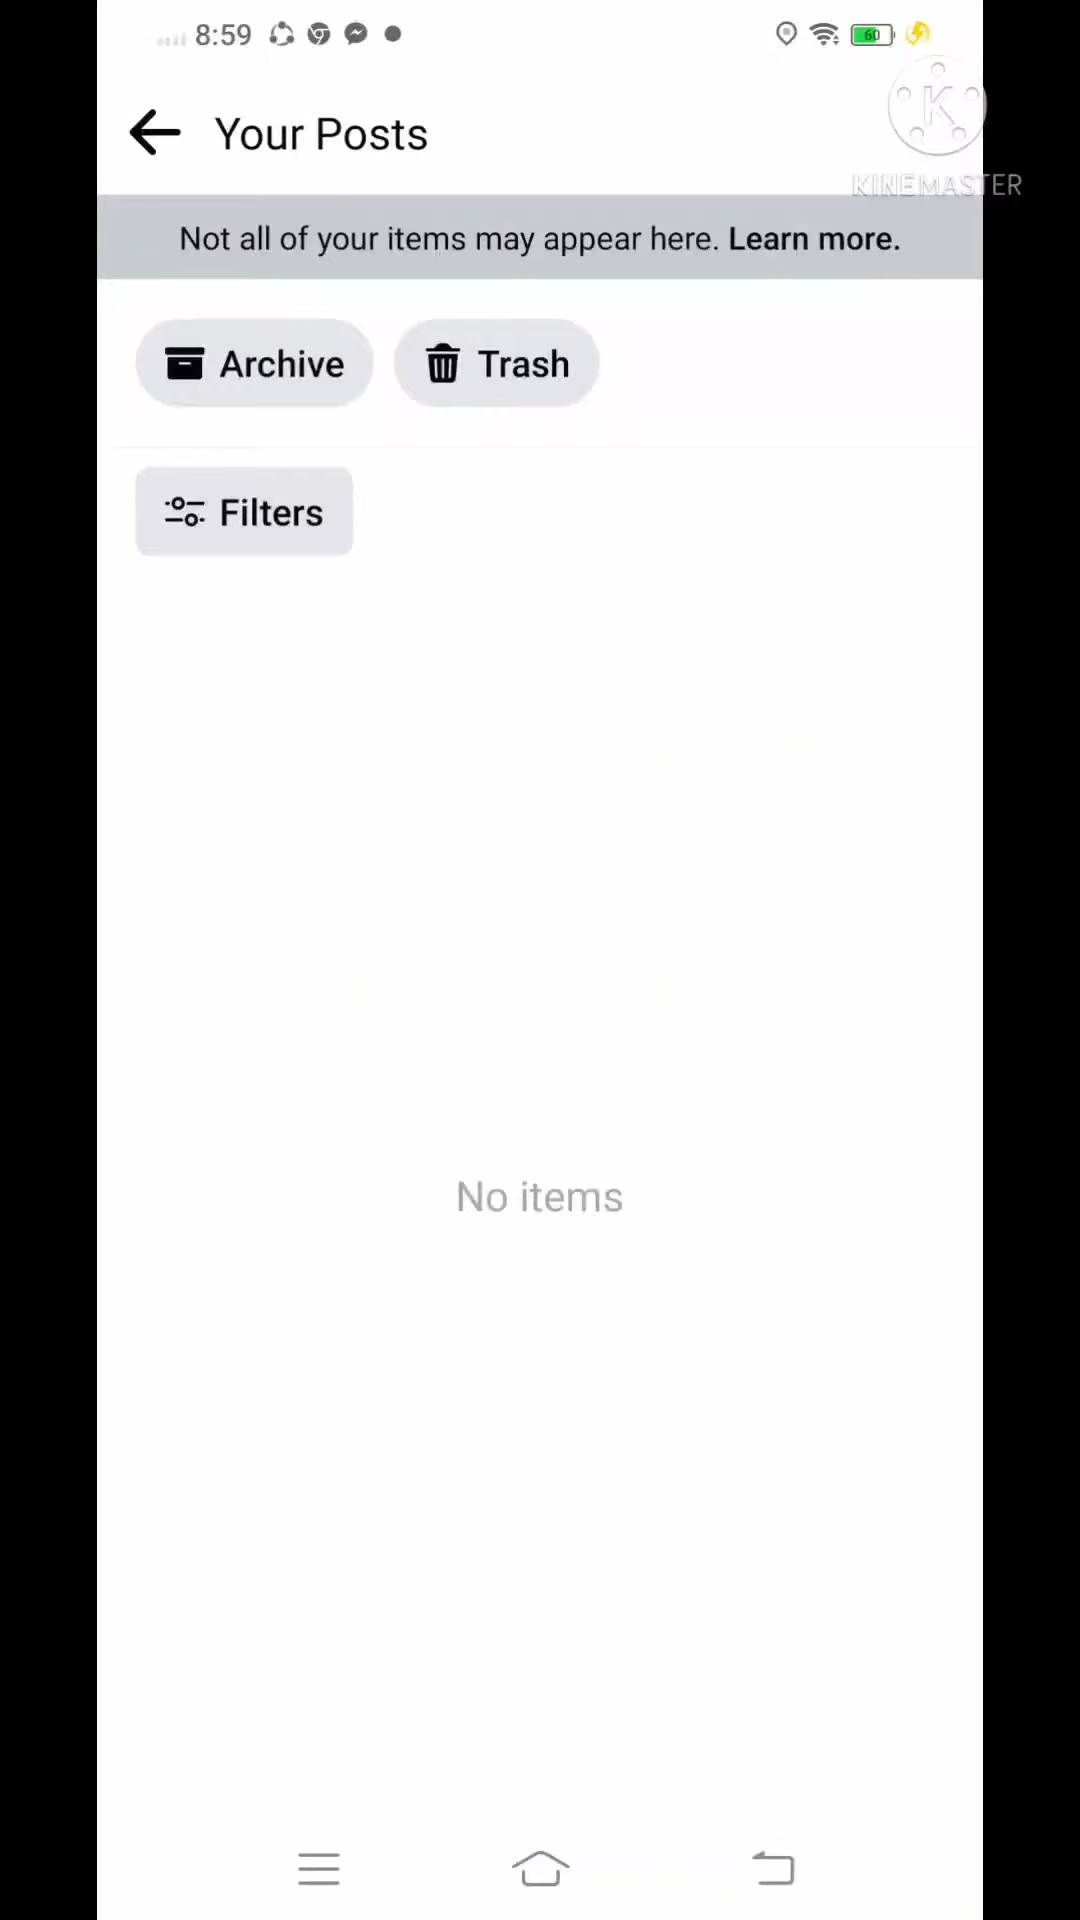 8:59
60
K
KINEMASTER
Your Posts
Not all of your items may appear here. Learn more.
Archive
Trash
Filters
No items